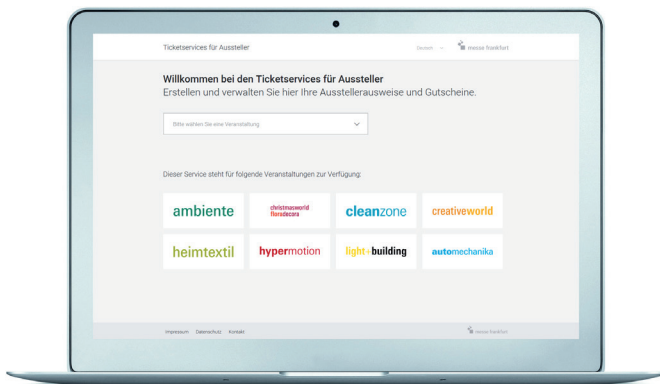 Ticketservices für Aussteller
Deutsch
messe frankfurt
Willkommen bei den Ticketservices für Aussteller
Erstellen und verwalten Sie hier Ihre Ausstellerausweise und Gutscheine.
Bitte wählen Sie eine Veranstaltung
Dieser Service steht für folgende Veranstaltungen zur Verfügung:
ambiente
christmasworld
floradecora
cleanzone
creativeworld
heimtextil
hypermotion
light+building
automechanika
Impressum Datenschutz Kontakt
messe frankfurt